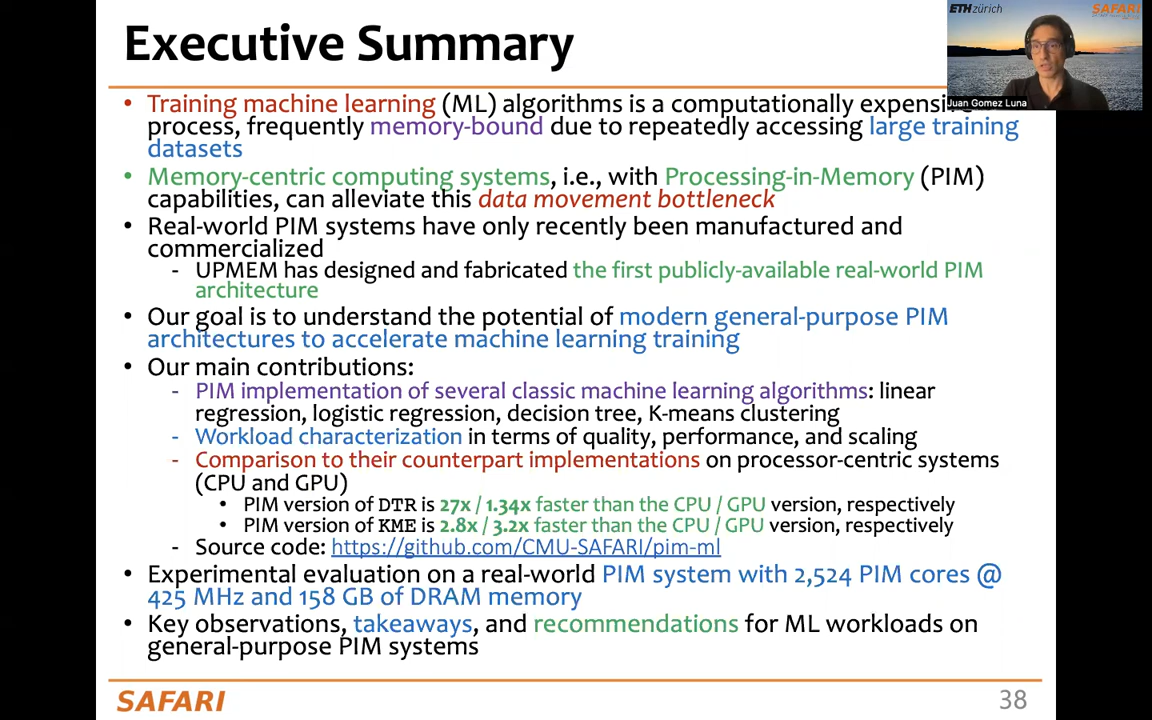 Executive Summary
ETHzürich
SAFARI
Juan Gomez Luna
• Training machine learning (ML) algorithms is a computationally expensi
process, frequently memory-bound due to repeatedly accessing large training
datasets
• Memory-centric computing systems, i.e., with Processing-in-Memory (PIM)
capabilities, can alleviate this data movement bottleneck
• Real-world PIM systems have only recently been manufactured and
commercialized
- UPMEM has designed and fabricated the first publicly-available real-world PIM
architecture
• Our goal is to understand the potential of modern general-purpose PIM
architectures to accelerate machine learning training
• Our main contributions:
- PIM implementation of several classic machine learning algorithms: linear
regression, logistic regression, decision tree, K-means clustering
- Workload characterization in terms of quality, performance, and scaling
- Comparison to their counterpart implementations on processor-centric systems
(CPU and GPU)
• PIM version of DTR is 27x / 1.34x faster than the CPU / GPU version, respectively
• PIM version of KME is 2.8x / 3.2x faster than the CPU / GPU version, respectively
- Source code: https://github.com/CMU-SAFARI/pim-ml
• Experimental evaluation on a real-world PIM system with 2,524 PIM cores @
425 MHz and 158 GB of DRAM memory
• Key observations, takeaways, and recommendations for ML workloads on
general-purpose PIM systems
SAFARI
38